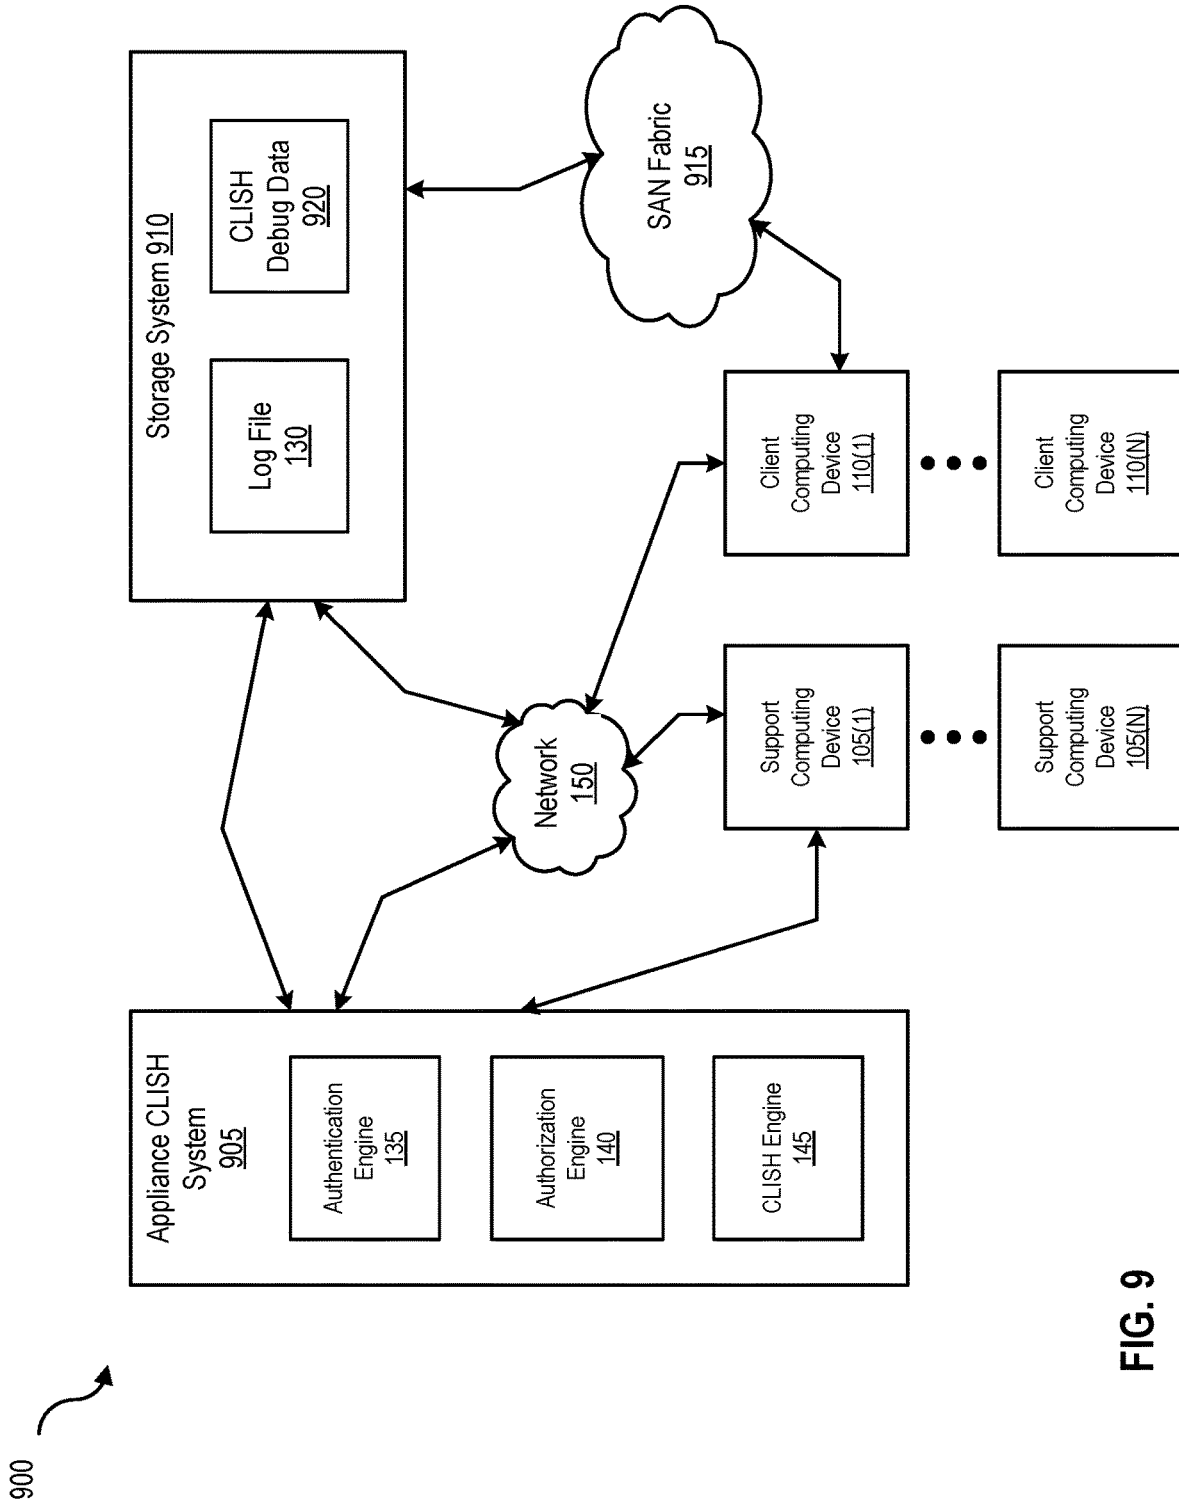 900
Appliance CLISH
System
905
Authentication
Engine
135
Authorization
Engine
140
CLISH Engine
145
Storage System 910
Log File
130
CLISH
Debug Data
920
Network
150
SAN Fabric
915
Support
Computing
Device
105(1)
Support
Computing
Device
105(N)
Client
Computing
Device
110(1)
Client
Computing
Device
110(N)
FIG. 9